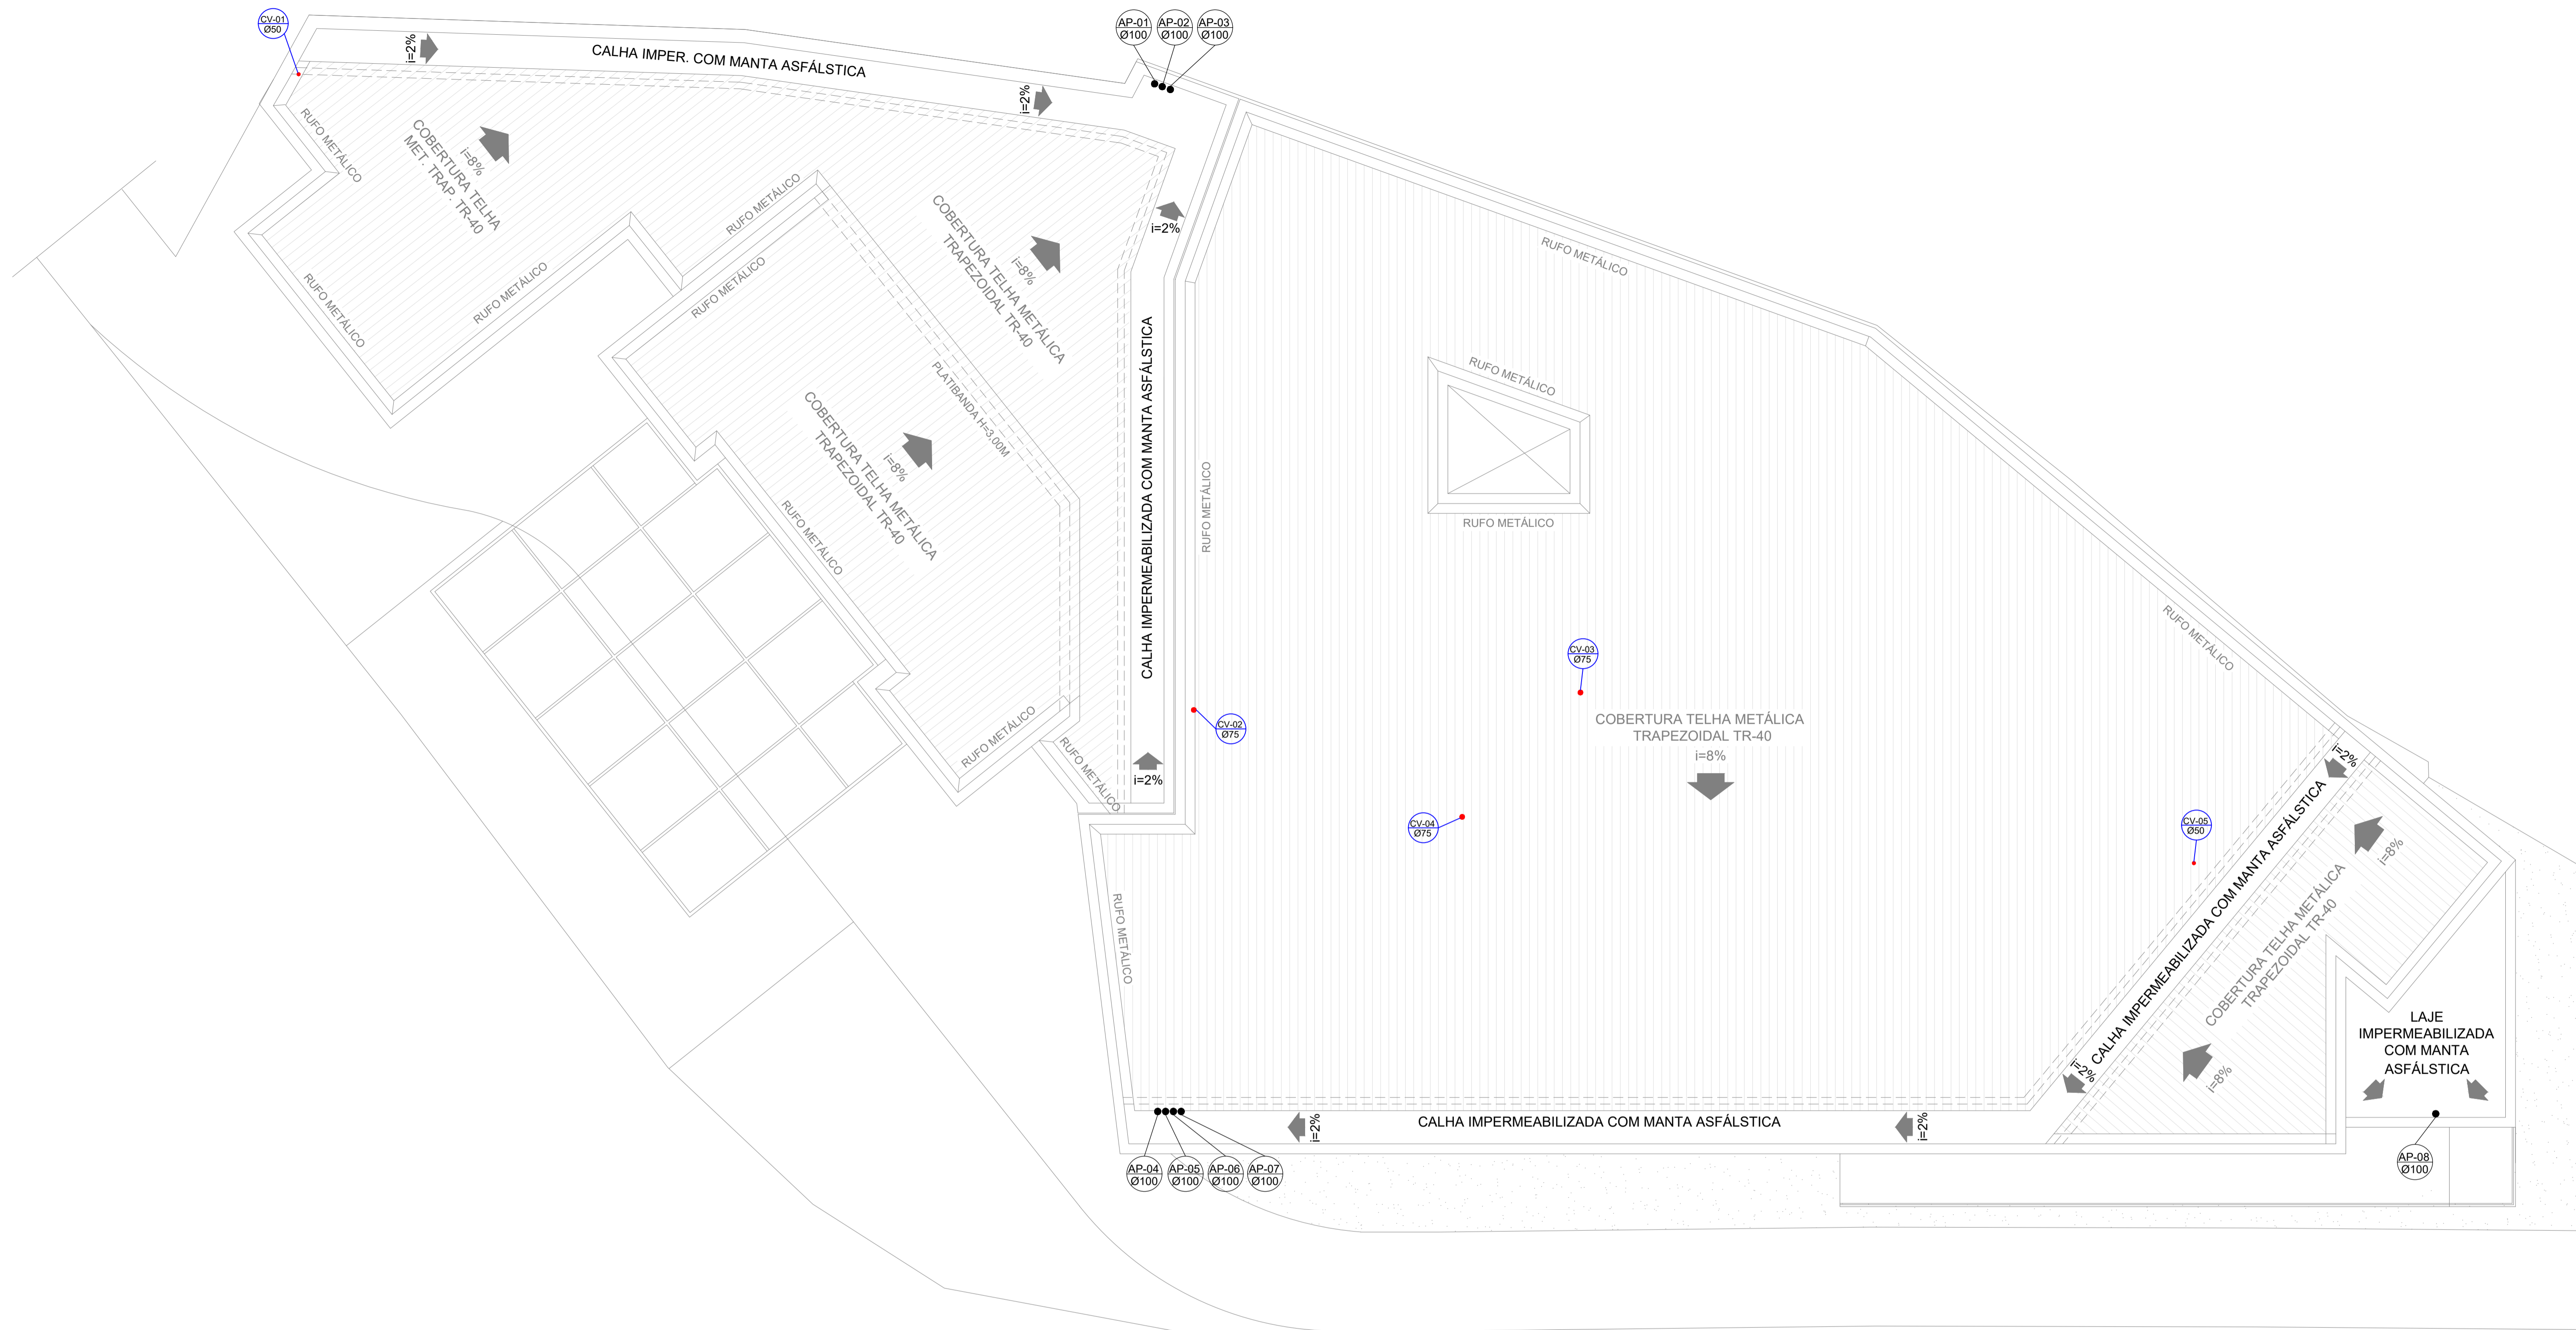 CV-01
Ø50
i=2%
CALHA IMPER. COM MANTA ASFÁLSTICA
i=2%
AP-01
Ø100
AP-02
Ø100
AP-03
Ø100
RUFO METÁLICO
COBERTURA TELHA
MET. TRAP. TR-40
i=8%
RUFO METÁLICO
RUFO METÁLICO
RUFO METÁLICO
RUFO METÁLICO
COBERTURA TELHA METÁLICA
TRAPEZOIDAL TR-40
i=8%
i=2%
PLATIBANDA H=3,00M
COBERTURA TELHA METÁLICA
TRAPEZOIDAL TR-40
i=8%
RUFO METÁLICO
RUFO METÁLICO
RUFO METÁLICO
CALHA IMPERMEABILIZADA COM MANTA ASFÁLSTICA
i=2%
RUFO METÁLICO
RUFO METÁLICO
RUFO METÁLICO
RUFO METÁLICO
RUFO METÁLICO
CV-02
Ø75
CV-03
Ø75
COBERTURA TELHA METÁLICA
TRAPEZOIDAL TR-40
i=8%
CV-04
Ø75
CV-05
Ø50
RUFO METÁLICO
i=2%
CALHA IMPERMEABILIZADA COM MANTA ASFÁLSTICA
i=2%
COBERTURA TELHA METÁLICA
TRAPEZOIDAL TR-40
i=8%
i=8%
LAJE
IMPERMEABILIZADA
COM MANTA
ASFÁLSTICA
i=2%
CALHA IMPERMEABILIZADA COM MANTA ASFÁLSTICA
i=2%
AP-04
Ø100
AP-05
Ø100
AP-06
Ø100
AP-07
Ø100
AP-08
Ø100